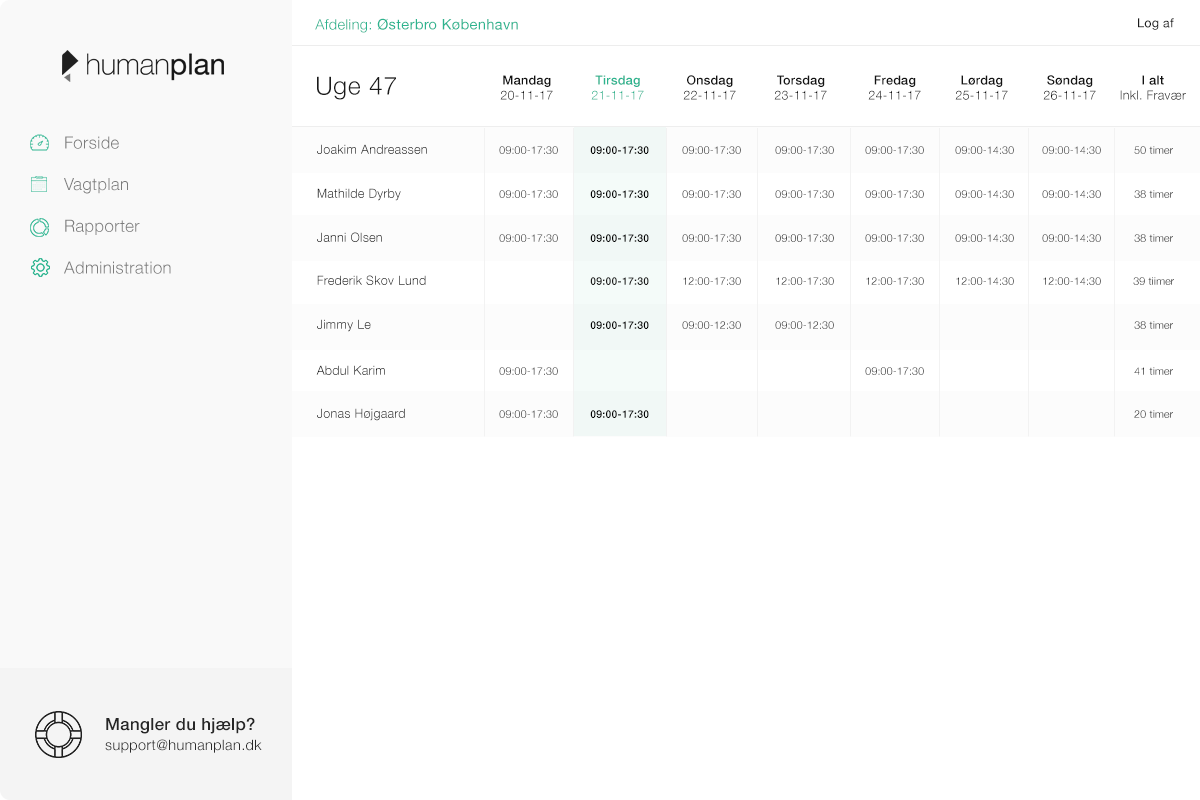 Afdeling: Østerbro København
Log af
humanplan
Forside
Vagtplan
Rapporter
Administration
Uge 47 Mandag Tirsdag Onsdag Torsdag Fredag Lørdag Søndag I alt
20-11-17 21-11-17 22-11-17 23-11-17 24-11-17 25-11-17 26-11-17 Inkl. Fravær
Joakim Andreassen 09:00-17:30 09:00-17:30 09:00-17:30 09:00-17:30 09:00-17:30 09:00-14:30 09:00-14:30 50 timer
Mathilde Dyrby 09:00-17:30 09:00-17:30 09:00-17:30 09:00-17:30 09:00-17:30 09:00-14:30 09:00-14:30 38 timer
Janni Olsen 09:00-17:30 09:00-17:30 09:00-17:30 09:00-17:30 09:00-17:30 09:00-14:30 09:00-14:30 38 timer
Frederik Skov Lund 09:00-17:30 12:00-17:30 12:00-17:30 12:00-17:30 12:00-14:30 12:00-14:30 39 tiimer
Jimmy Le 09:00-17:30 09:00-12:30 09:00-12:30 38 timer
Abdul Karim 09:00-17:30 09:00-17:30 41 timer
Jonas Højgaard 09:00-17:30 09:00-17:30 20 timer
Mangler du hjælp?
support@humanplan.dk